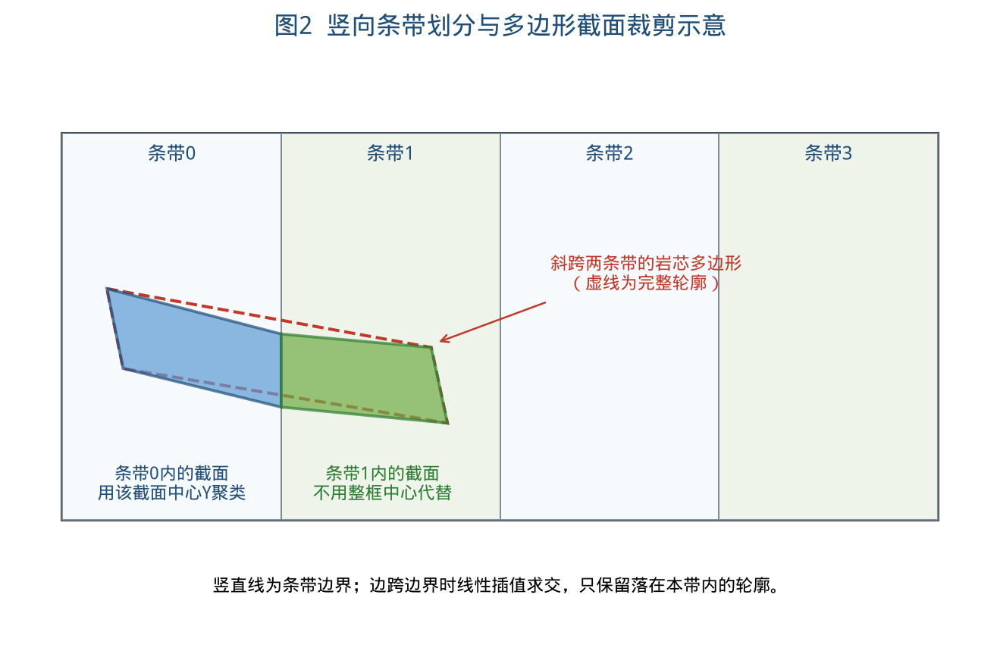 图2 竖向条带划分与多边形截面裁剪示意
条带0
条带1
条带2
条带3
斜跨两条带的岩芯多边形
（虚线为完整轮廓）
条带0内的截面
用该截面中心Y聚类
条带1内的截面
不用整框中心代替
竖直线为条带边界；边跨边界时线性插值求交，只保留落在本带内的轮廓。